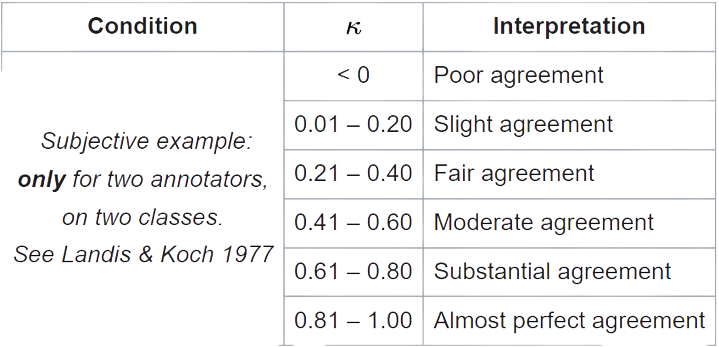 Condition κ Interpretation
Subjective example:
only for two annotators,
on two classes.
See Landis & Koch 1977
< 0 Poor agreement
0.01 – 0.20 Slight agreement
0.21 – 0.40 Fair agreement
0.41 – 0.60 Moderate agreement
0.61 – 0.80 Substantial agreement
0.81 – 1.00 Almost perfect agreement